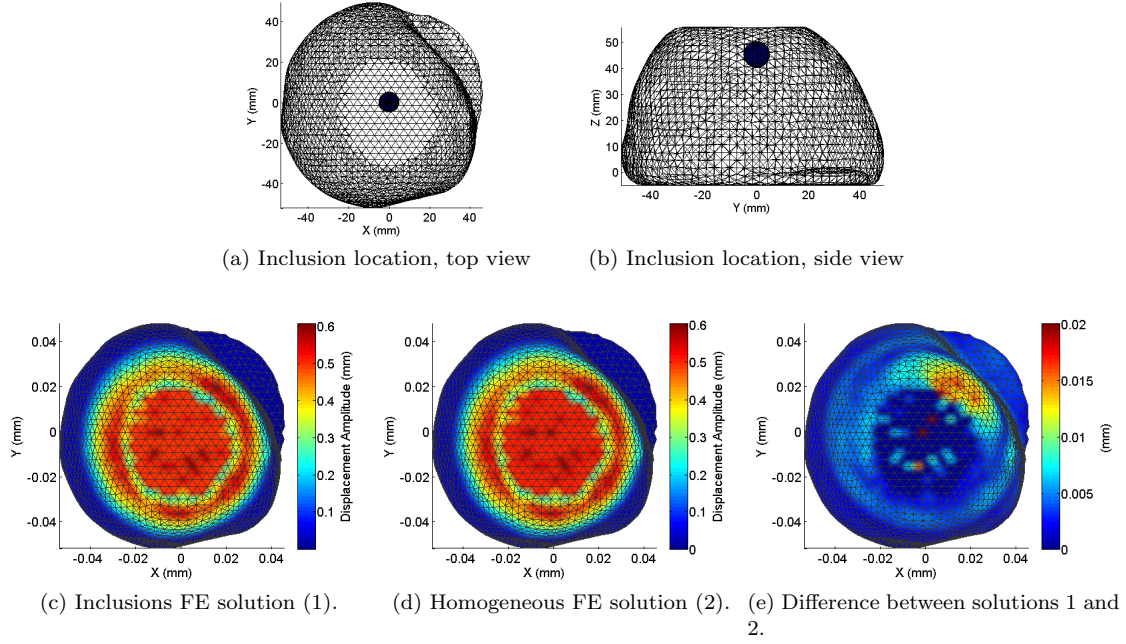 40
20
0
-20
-40
Y (mm)
-40 -20 0 20 40
X (mm)
50
40
30
20
10
0
Z (mm)
-40 -20 0 20 40
Y (mm)
(a) Inclusion location, top view
(b) Inclusion location, side view
0.04
0.02
0
-0.02
-0.04
Y (mm)
-0.04 -0.02 0 0.02 0.04
X (mm)
0.6
0.5
0.4
0.3
0.2
0.1
Displacement Amplitude (mm)
0.04
0.02
0
-0.02
-0.04
Y (mm)
-0.04 -0.02 0 0.02 0.04
X (mm)
0.6
0.5
0.4
0.3
0.2
0.1
0
Displacement Amplitude (mm)
0.04
0.02
0
-0.02
-0.04
Y (mm)
-0.04 -0.02 0 0.02 0.04
X (mm)
0.02
0.015
0.01
0.005
0
(mm)
(c) Inclusions FE solution (1).
(d) Homogeneous FE solution (2).
(e) Difference between solutions 1 and
2.